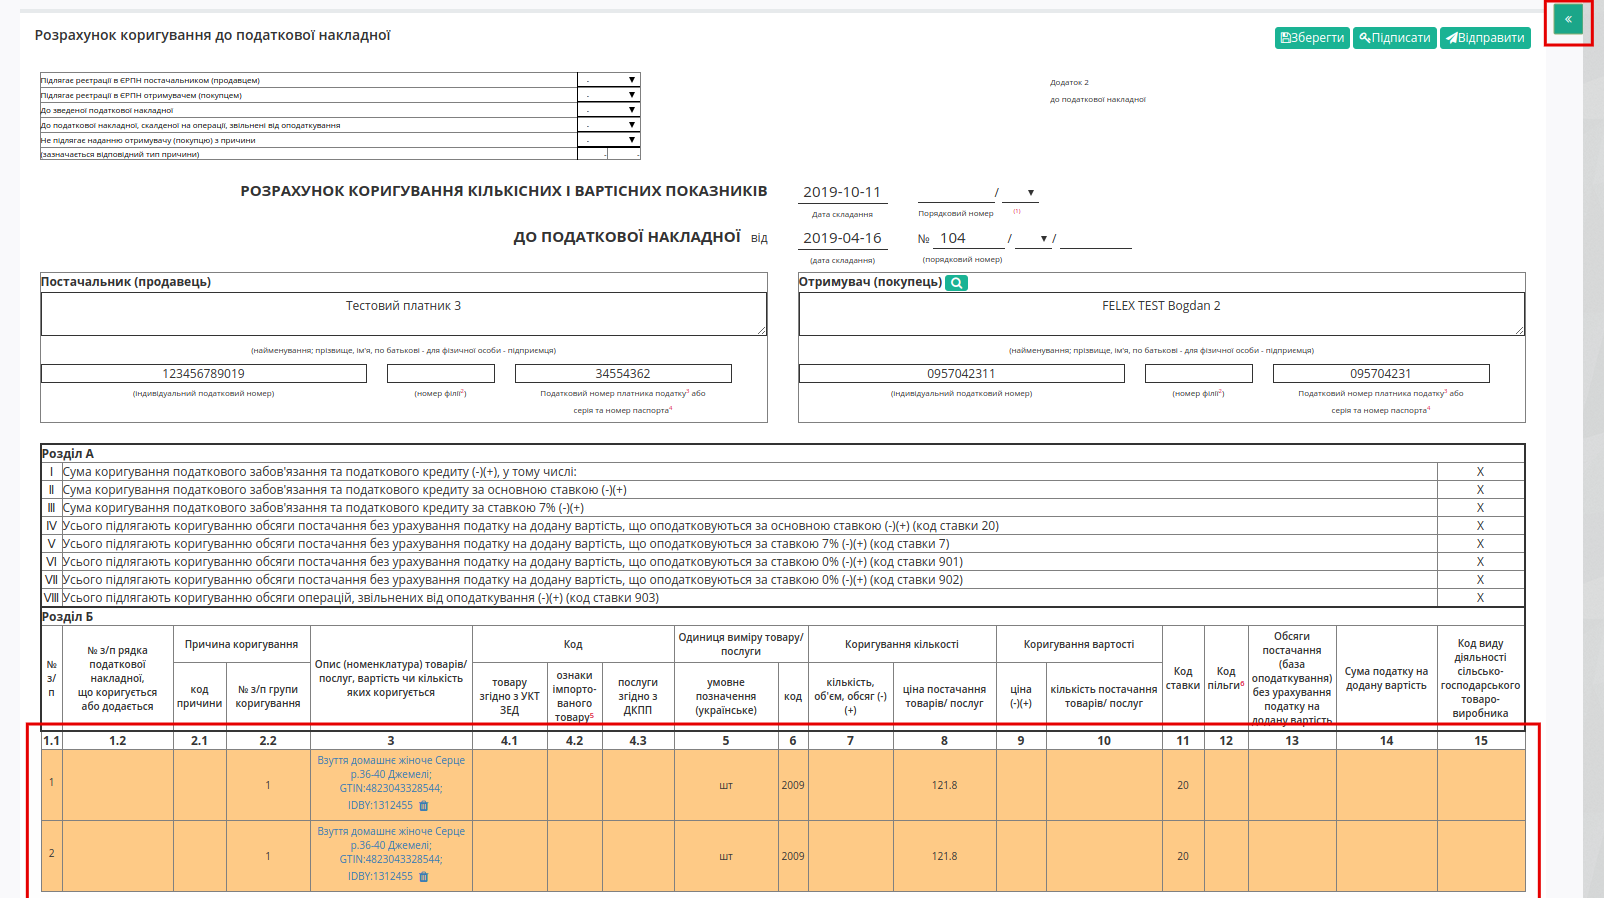 «
Розрахунок коригування до податкової накладної
Зберегти Підписати Відправити
Підлягає реєтрації в ЄРПН постачальником (продавцем) -
Підлягає реєтрації в ЄРПН отримувачем (покупцем) -
До зведеної податкової накладної -
До податкової накладної, скалденої на операції, звільнені від оподаткування -
Не підлягає наданню отримувачу (покупцю) з причини -
(зазначається відповідний тип причини) - -
Додаток 2
до податкової накладної
РОЗРАХУНОК КОРИГУВАННЯ КІЛЬКІСНИХ І ВАРТІСНИХ ПОКАЗНИКІВ 2019-10-11 /
Дата складання Порядковий номер (1)
ДО ПОДАТКОВОЇ НАКЛАДНОЇ від 2019-04-16 № 104 / /
(дата складання) (порядковий номер)
Постачальник (продавець)
Тестовий платник 3
(найменування; прізвище, ім'я, по батькові - для фізичної особи - підприємця)
123456789019 34554362
(індивідуальний податковий номер) (номер філії²) Податковий номер платника податку³ або
серія та номер паспорта⁴
Отримувач (покупець)
FELEX TEST Bogdan 2
(найменування; прізвище, ім'я, по батькові - для фізичної особи - підприємця)
0957042311 095704231
(індивідуальний податковий номер) (номер філії²) Податковий номер платника податку³ або
серія та номер паспорта⁴
Розділ А
I Сума коригування податкового забов'язання та податкового кредиту (-)(+), у тому числі: X
II Сума коригування податкового забов'язання та податкового кредиту за основною ставкою (-)(+) X
III Сума коригування податкового забов'язання та податкового кредиту за ставкою 7% (-)(+) X
IV Усього підлягають коригуванню обсяги постачання без урахування податку на додану вартість, що оподатковуються за основною ставкою (-)(+) (код ставки 20) X
V Усього підлягають коригуванню обсяги постачання без урахування податку на додану вартість, що оподатковуються за ставкою 7% (-)(+) (код ставки 7) X
VI Усього підлягають коригуванню обсяги постачання без урахування податку на додану вартість, що оподатковуються за ставкою 0% (-)(+) (код ставки 901) X
VII Усього підлягають коригуванню обсяги постачання без урахування податку на додану вартість, що оподатковуються за ставкою 0% (-)(+) (код ставки 902) X
VIII Усього підлягають коригуванню обсяги операцій, звільнених від оподаткування (-)(+) (код ставки 903) X
Розділ Б
№
з/
п
№ з/п рядка
податкової
накладної,
що коригується
або додається
Причина коригування
код
причини
№ з/п групи
коригування
Опис (номенклатура) товарів/
послуг, вартість чи кількість
яких коригується
Код
товару
згідно з УКТ
ЗЕД
ознаки
імпорто-
ваного
товару⁵
послуги
згідно з
ДКПП
Одиниця виміру товару/
послуги
умовне
позначення
(українське)
код
Коригування кількості
кількість,
об'єм, обсяг (-)
(+)
ціна постачання
товарів/ послуг
Коригування вартості
ціна
(-)(+)
кількість постачання
товарів/ послуг
Код
ставки
Код
пільги⁶
Обсяги
постачання
(база
оподаткування)
без урахування
податку на
додану вартість
Сума податку на
додану вартість
Код виду
діяльності
сільсько-
господарського
товаро-
виробника
1.1 1.2 2.1 2.2 3 4.1 4.2 4.3 5 6 7 8 9 10 11 12 13 14 15
1 1
Взуття домашнє жіноче Серце
р.36-40 Джемелі;
GTIN:4823043328544;
IDBY:1312455
шт 2009 121.8 20
2 1
Взуття домашнє жіноче Серце
р.36-40 Джемелі;
GTIN:4823043328544;
IDBY:1312455
шт 2009 121.8 20